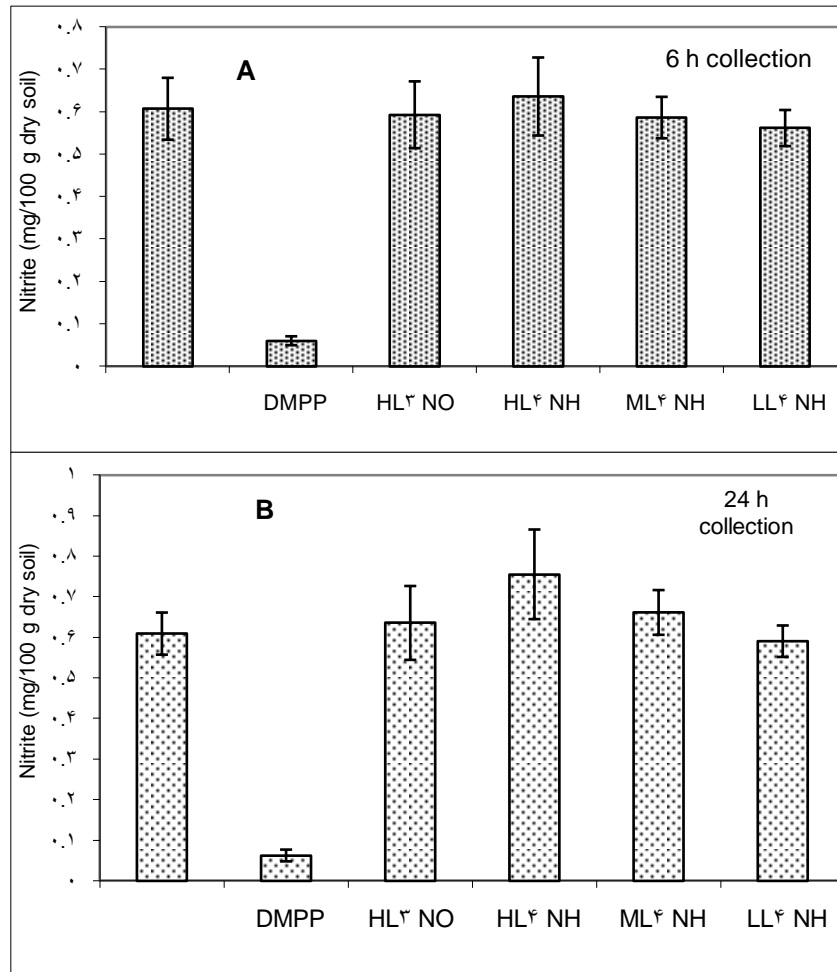 A
6 h collection
Nitrite (mg/100 g dry soil)
۰.۸
۰.۷
۰.۶
۰.۵
۰.۴
۰.۳
۰.۲
۰.۱
۰
DMPP
HL۳ NO
HL۴ NH
ML۴ NH
LL۴ NH
B
24 h
collection
Nitrite (mg/100 g dry soil)
۱
۰.۹
۰.۸
۰.۷
۰.۶
۰.۵
۰.۴
۰.۳
۰.۲
۰.۱
۰
DMPP
HL۳ NO
HL۴ NH
ML۴ NH
LL۴ NH